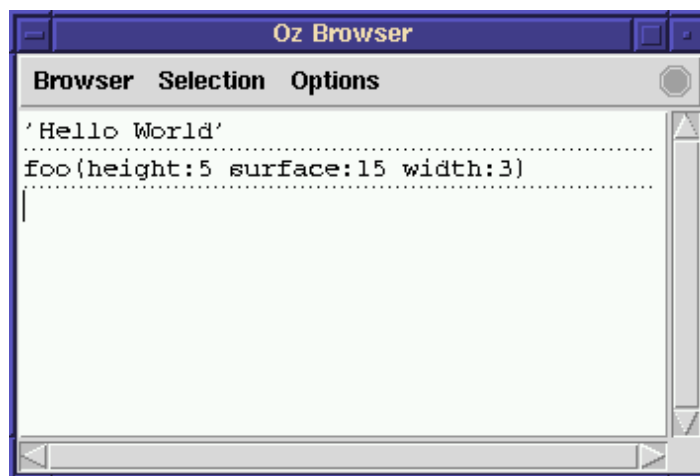 Oz Browser
Browser Selection Options
'Hello World'
foo(height:5 surface:15 width:3)